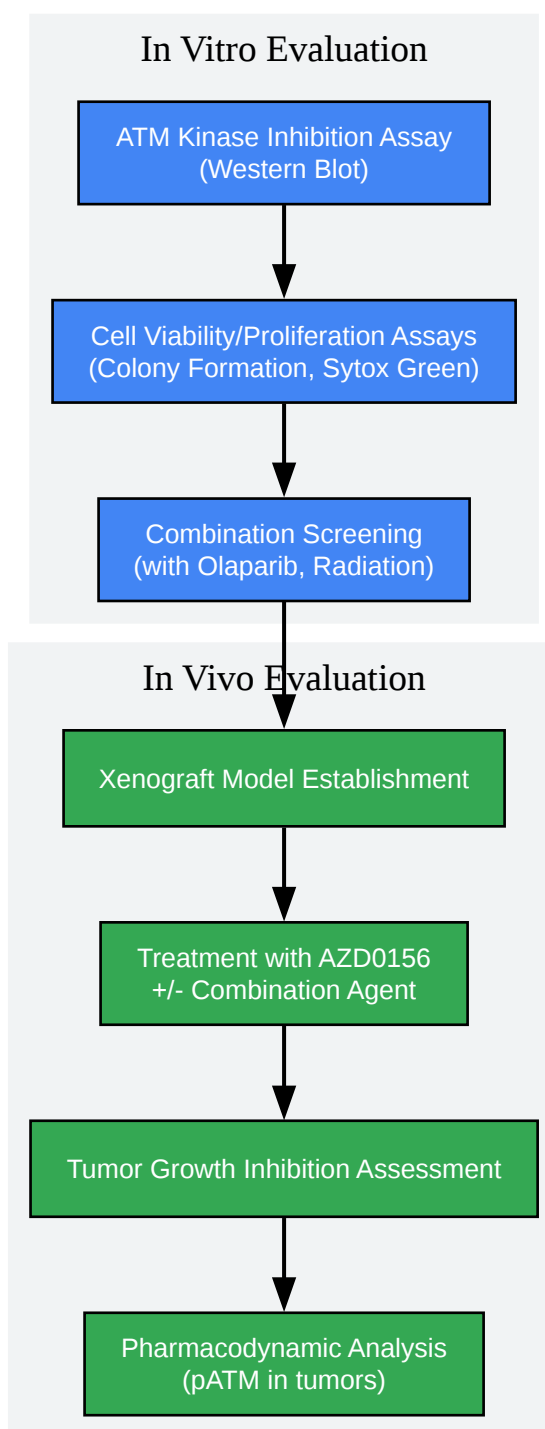 In Vitro Evaluation
ATM Kinase Inhibition Assay
(Western Blot)
Cell Viability/Proliferation Assays
(Colony Formation, Sytox Green)
Combination Screening
(with Olaparib, Radiation)
In Vivo Evaluation
Xenograft Model Establishment
Treatment with AZD0156
+/- Combination Agent
Tumor Growth Inhibition Assessment
Pharmacodynamic Analysis
(pATM in tumors)